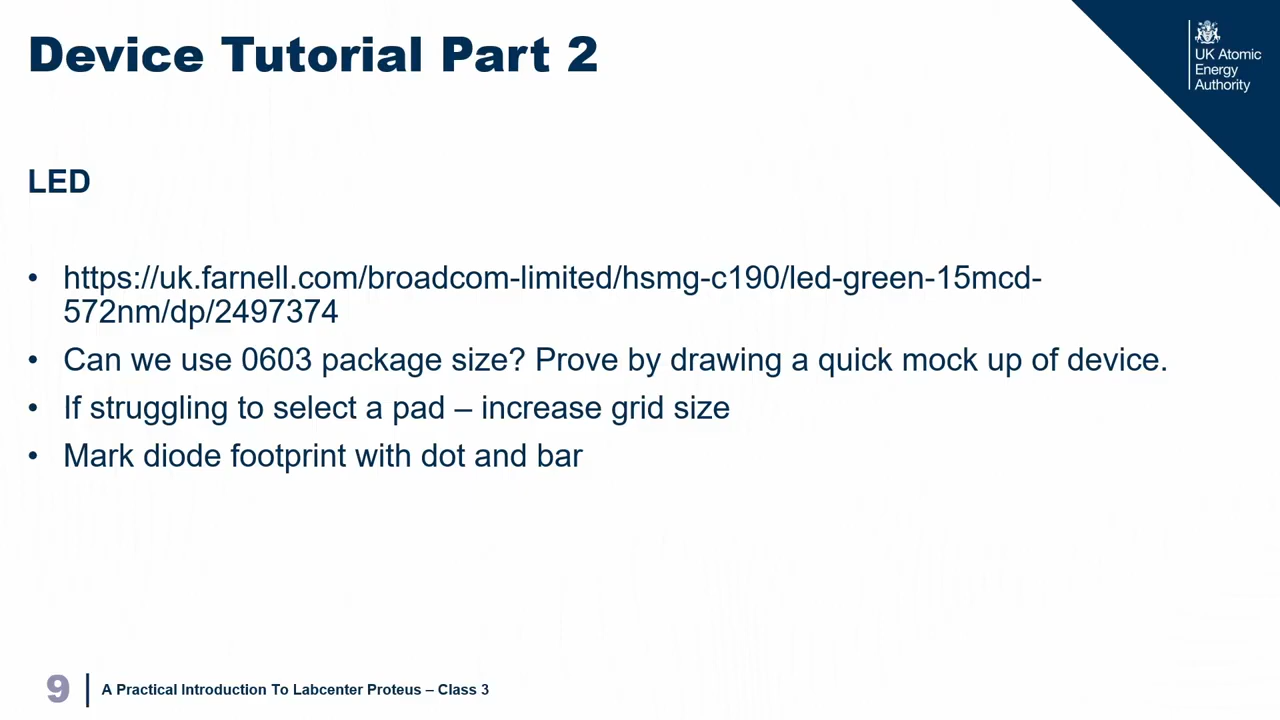 Device Tutorial Part 2
UK Atomic
Energy
Authority
LED
• https://uk.farnell.com/broadcom-limited/hsmg-c190/led-green-15mcd-
572nm/dp/2497374
• Can we use 0603 package size? Prove by drawing a quick mock up of device.
• If struggling to select a pad – increase grid size
• Mark diode footprint with dot and bar
9
A Practical Introduction To Labcenter Proteus – Class 3